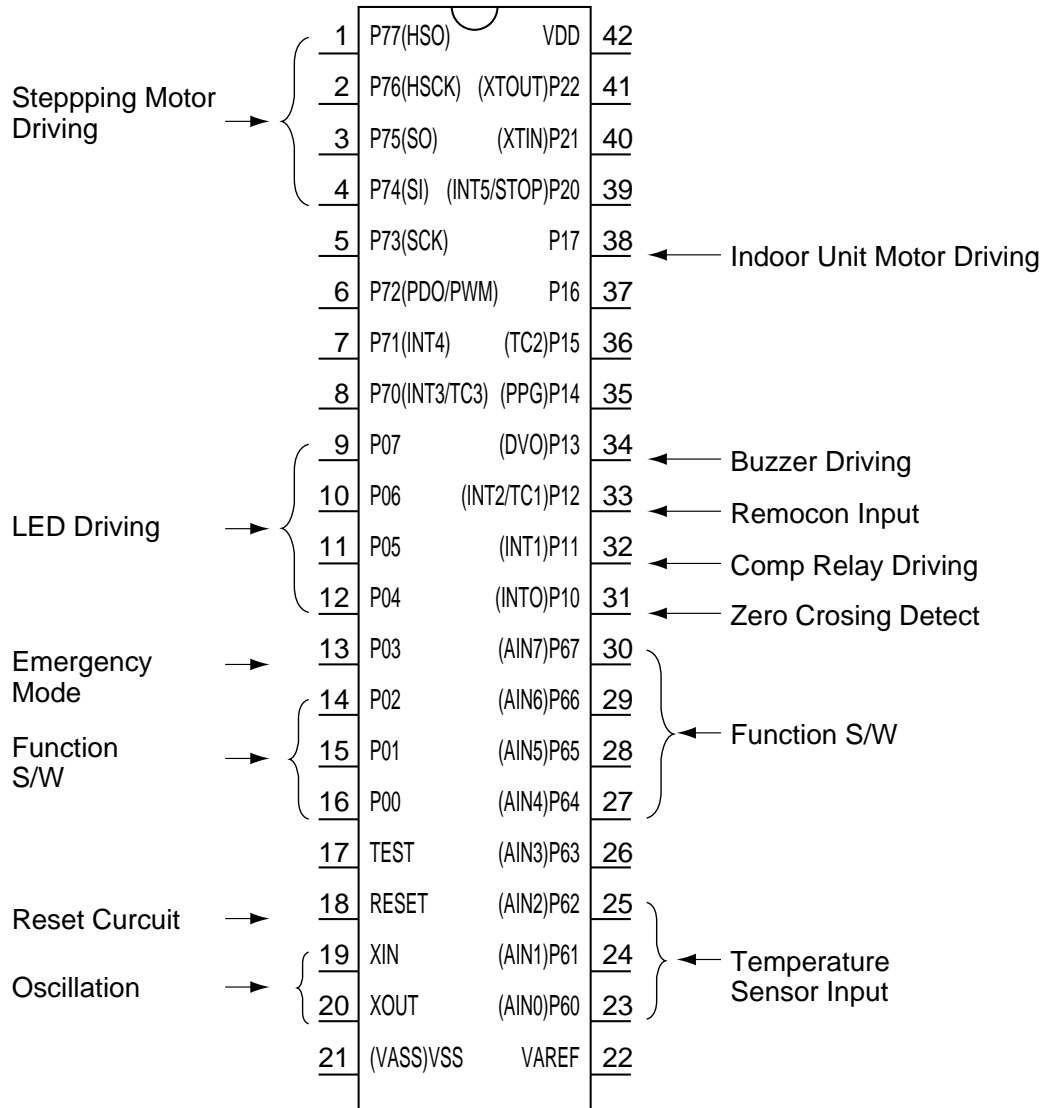 1 P77(HSO) VDD 42
2 P76(HSCK) (XTOUT)P22 41
Steppping Motor
Driving
3 P75(SO) (XTIN)P21 40
4 P74(SI) (INT5/STOP)P20 39
5 P73(SCK) P17 38
Indoor Unit Motor Driving
6 P72(PDO/PWM) P16 37
7 P71(INT4) (TC2)P15 36
8 P70(INT3/TC3) (PPG)P14 35
9 P07 (DVO)P13 34
Buzzer Driving
10 P06 (INT2/TC1)P12 33
Remocon Input
LED Driving
11 P05 (INT1)P11 32
Comp Relay Driving
12 P04 (INTO)P10 31
Zero Crosing Detect
13 P03 (AIN7)P67 30
Emergency
Mode
14 P02 (AIN6)P66 29
Function S/W
Function
S/W
15 P01 (AIN5)P65 28
16 P00 (AIN4)P64 27
17 TEST (AIN3)P63 26
18 RESET (AIN2)P62 25
Reset Curcuit
19 XIN (AIN1)P61 24
Temperature
Sensor Input
Oscillation
20 XOUT (AIN0)P60 23
21 (VASS)VSS VAREF 22